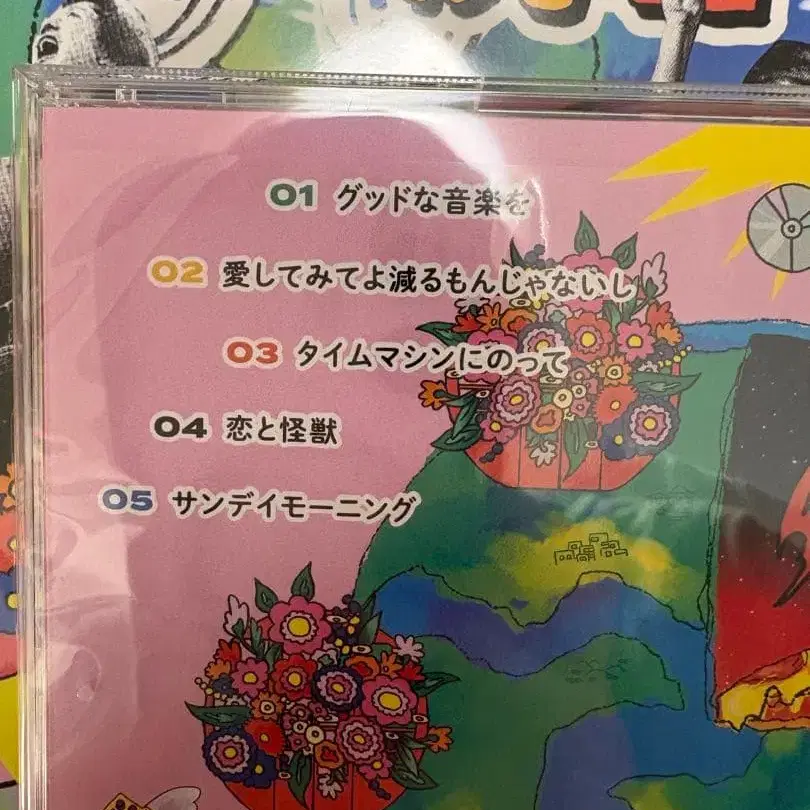 01 グッドな音楽を
02 愛してみてよ減るもんじゃないし
03 タイムマシンにのって
04 恋と怪獣
05 サンデイモーニング